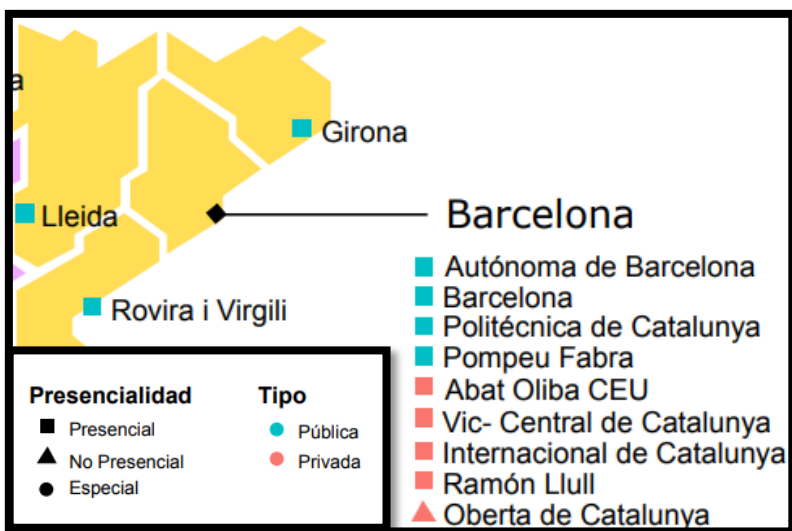 a
Girona
Lleida
Barcelona
Rovira i Virgili
Autónoma de Barcelona
Barcelona
Politécnica de Catalunya
Pompeu Fabra
Abat Oliba CEU
Vic- Central de Catalunya
Internacional de Catalunya
Ramón Llull
Oberta de Catalunya
Presencialidad
Presencial
No Presencial
Especial
Tipo
Pública
Privada